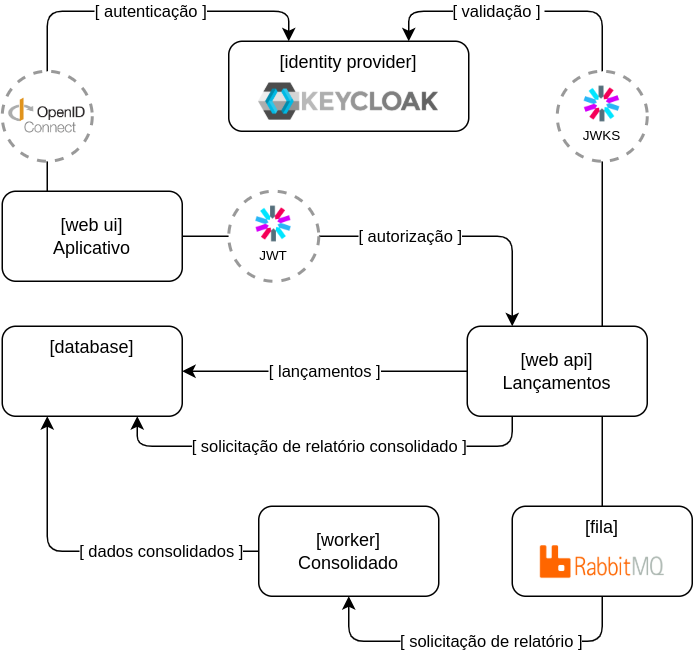 [ autenticação ]
[ validação ]
[identity provider]
KEYCLOAK
OpenID
Connect
JWKS
[web ui]
Aplicativo
JWT
[ autorização ]
[database]
[ lançamentos ]
[web api]
Lançamentos
[ solicitação de relatório consolidado ]
[ dados consolidados ]
[worker]
Consolidado
[fila]
RabbitMQ
[ solicitação de relatório ]